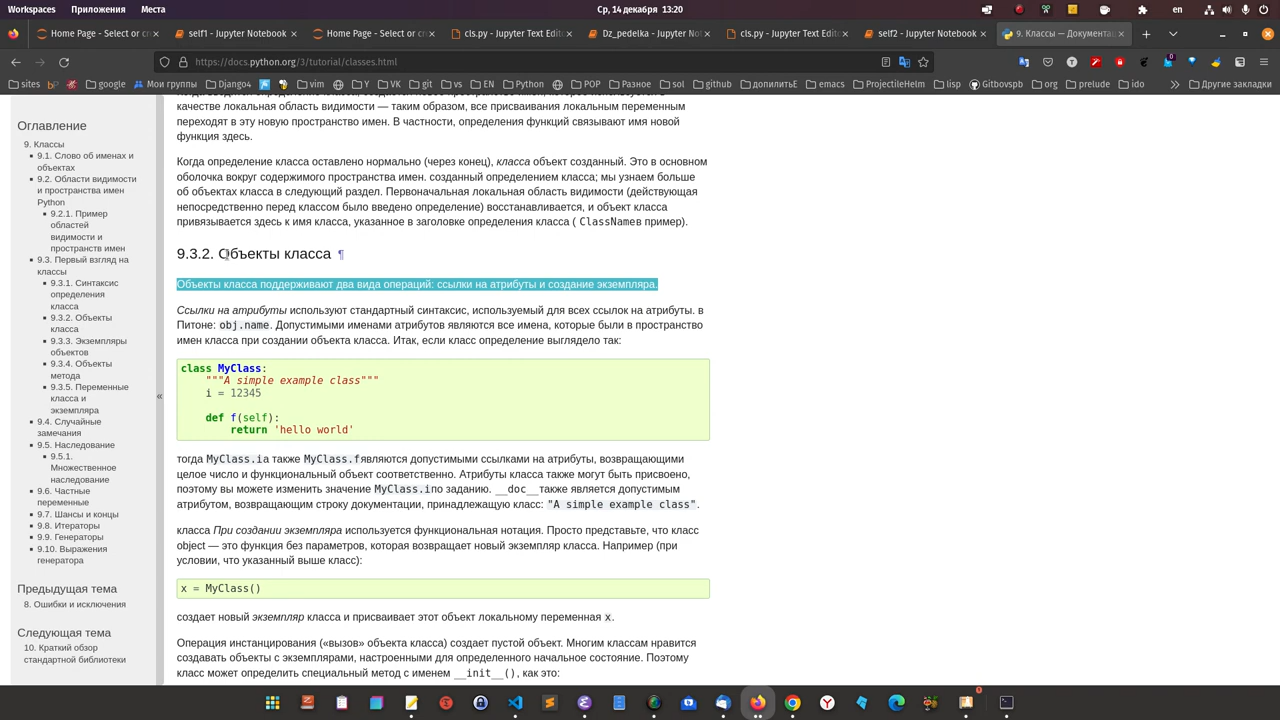 Workspaces Приложения Места Ср, 14 декабря 13:20 en
Home Page - Select or cr × self1 - Jupyter Notebook × Home Page - Select or cr × cls.py - Jupyter Text Edit × Dz_pedelka - Jupyter Not × cls.py - Jupyter Text Edit × self2 - Jupyter Notebook × 9. Классы — Документац ×
https://docs.python.org/3/tutorial/classes.html
sites b google множители Django4 vim Y VK git vs EN Python POP Разное sol github допилитьЕ emacs ProjectileHelm lisp Gitbovspb org prelude ido >> Другие закладки
качестве локальная область видимости — таким образом, все присваивания локальным переменным
переходят в эту новую пространство имен. В частности, определения функций связывают имя новой
функция здесь.
Когда определение класса оставлено нормально (через конец), класса объект созданный. Это в основном
оболочка вокруг содержимого пространства имен. созданный определением класса; мы узнаем больше
об объектах класса в следующий раздел. Первоначальная локальная область видимости (действующая
непосредственно перед классом было введено определение) восстанавливается, и объект класса
привязывается здесь к имя класса, указанное в заголовке определения класса ( ClassNameв пример).
9.3.2. Объекты класса ¶
Объекты класса поддерживают два вида операций: ссылки на атрибуты и создание экземпляра.
Ссылки на атрибуты используют стандартный синтаксис, используемый для всех ссылок на атрибуты. в
Питоне: obj.name. Допустимыми именами атрибутов являются все имена, которые были в пространство
имен класса при создании объекта класса. Итак, если класс определение выглядело так:
class MyClass:
"""A simple example class"""
i = 12345
def f(self):
return 'hello world'
тогда MyClass.iа также MyClass.fявляются допустимыми ссылками на атрибуты, возвращающими
целое число и функциональный объект соответственно. Атрибуты класса также могут быть присвоено,
поэтому вы можете изменить значение MyClass.iпо заданию. __doc__также является допустимым
атрибутом, возвращающим строку документации, принадлежащую класс: "A simple example class".
класса При создании экземпляра используется функциональная нотация. Просто представьте, что класс
object — это функция без параметров, которая возвращает новый экземпляр класса. Например (при
условии, что указанный выше класс):
x = MyClass()
создает новый экземпляр класса и присваивает этот объект локальному переменная x.
Операция инстанцирования («вызов» объекта класса) создает пустой объект. Многим классам нравится
создавать объекты с экземплярами, настроенными для определенного начальное состояние. Поэтому
класс может определить специальный метод с именем __init__(), как это:
Оглавление
9. Классы
9.1. Слово об именах и
объектах
9.2. Области видимости
и пространства имен
Python
9.2.1. Пример
областей
видимости и
пространств имен
9.3. Первый взгляд на
классы
9.3.1. Синтаксис
определения
класса
9.3.2. Объекты
класса
9.3.3. Экземпляры
объектов
9.3.4. Объекты
метода
9.3.5. Переменные
класса и
экземпляра
9.4. Случайные
замечания
9.5. Наследование
9.5.1.
Множественное
наследование
9.6. Частные
переменные
9.7. Шансы и концы
9.8. Итераторы
9.9. Генераторы
9.10. Выражения
генератора
Предыдущая тема
8. Ошибки и исключения
Следующая тема
10. Краткий обзор
стандартной библиотеки
«